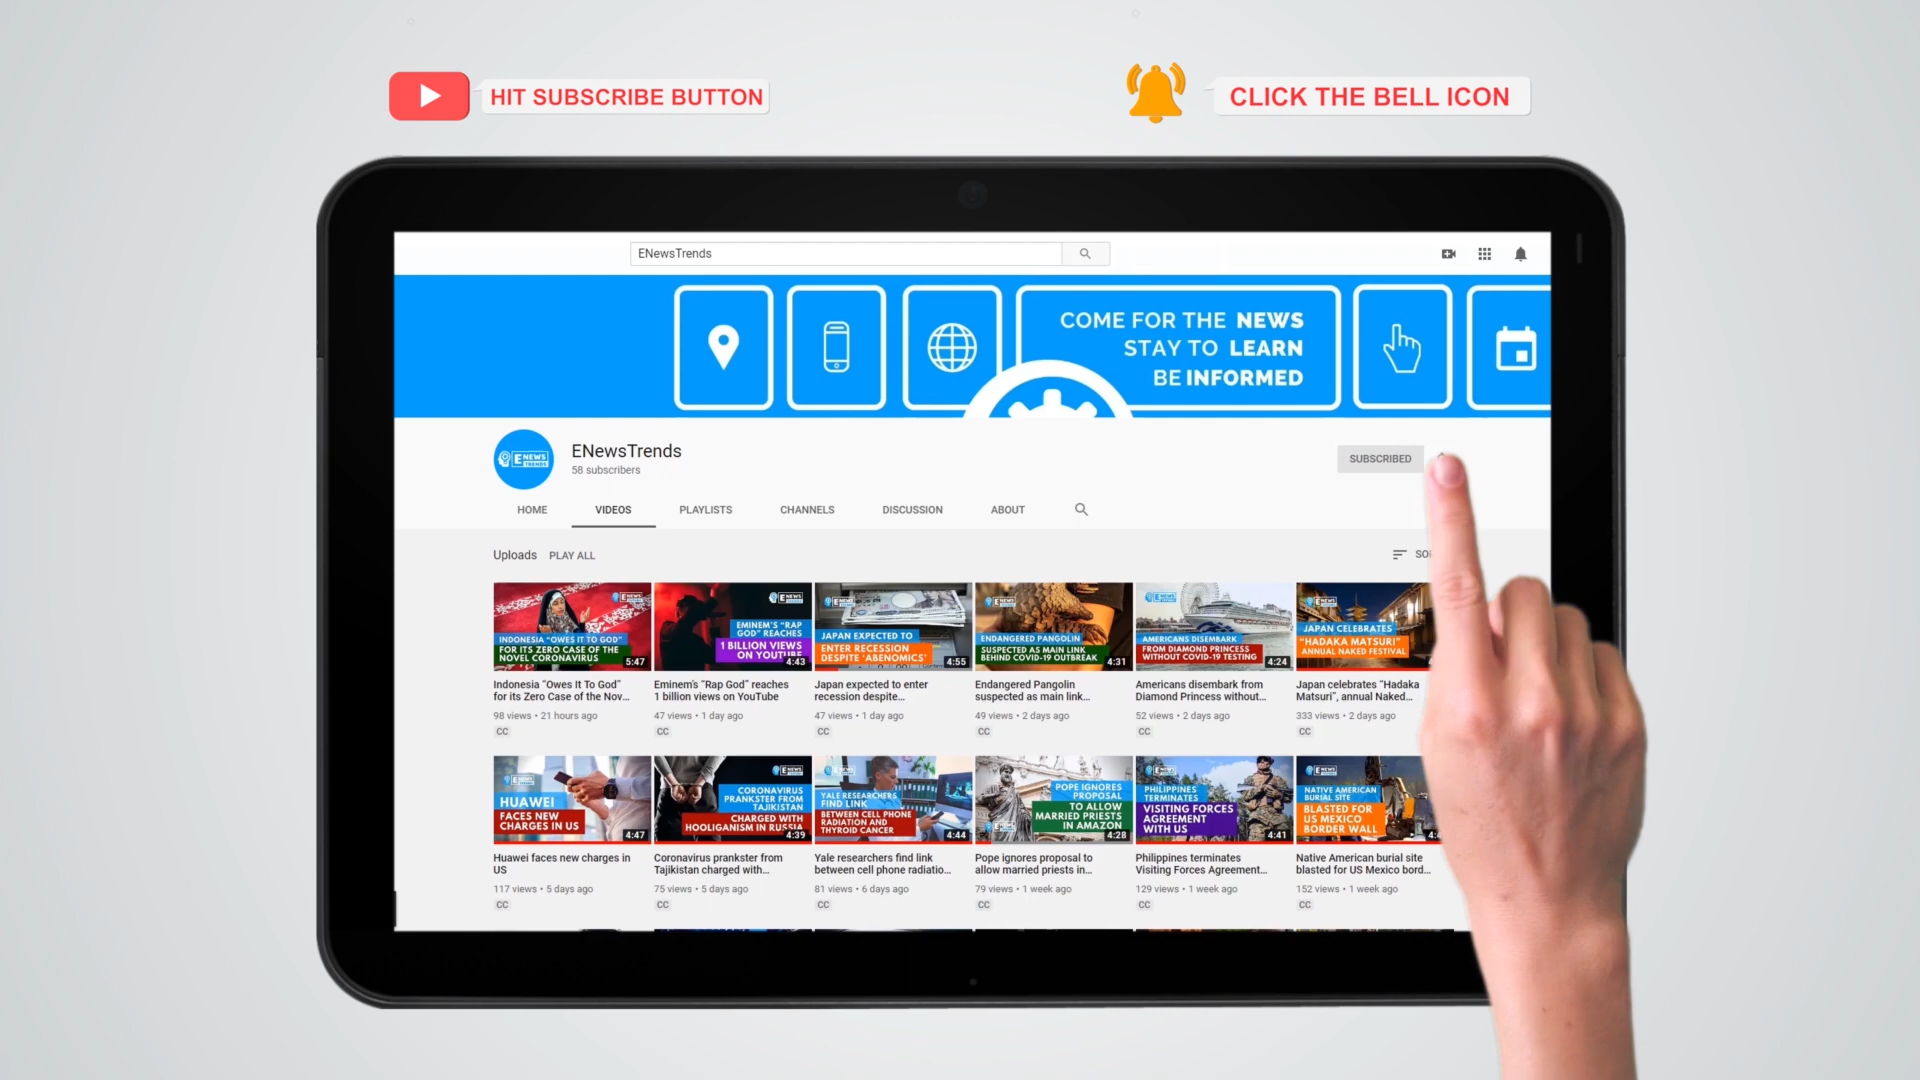 HIT SUBSCRIBE BUTTON
CLICK THE BELL ICON
ENewsTrends
COME FOR THE NEWS
STAY TO LEARN
BE INFORMED
E NEWS
TRENDS
ENewsTrends
58 subscribers
SUBSCRIBED
HOME VIDEOS PLAYLISTS CHANNELS DISCUSSION ABOUT
Uploads PLAY ALL
INDONESIA "OWES IT TO GOD"
FOR ITS ZERO CASE OF THE
NOVEL CORONAVIRUS
5:47
EMINEM'S "RAP
GOD" REACHES
1 BILLION VIEWS
ON YOUTUBE
4:43
JAPAN EXPECTED TO
ENTER RECESSION
DESPITE 'ABENOMICS'
4:55
ENDANGERED PANGOLIN
SUSPECTED AS MAIN LINK
BEHIND COVID-19 OUTBREAK
4:31
AMERICANS DISEMBARK
FROM DIAMOND PRINCESS
WITHOUT COVID-19 TESTING
4:24
JAPAN CELEBRATES
"HADAKA MATSURI"
ANNUAL NAKED FESTIVAL
Indonesia "Owes It To God"
for its Zero Case of the Nov...
98 views • 21 hours ago
CC
Eminem's "Rap God" reaches
1 billion views on YouTube
47 views • 1 day ago
CC
Japan expected to enter
recession despite...
47 views • 1 day ago
CC
Endangered Pangolin
suspected as main link...
49 views • 2 days ago
CC
Americans disembark from
Diamond Princess without...
52 views • 2 days ago
CC
Japan celebrates "Hadaka
Matsuri", annual Naked...
333 views • 2 days ago
CC
HUAWEI
FACES NEW
CHARGES IN US
4:47
CORONAVIRUS
PRANKSTER FROM
TAJIKISTAN
CHARGED WITH
HOOLIGANISM IN RUSSIA
4:39
YALE RESEARCHERS
FIND LINK
BETWEEN CELL PHONE
RADIATION AND
THYROID CANCER
4:44
POPE IGNORES
PROPOSAL
TO ALLOW
MARRIED PRIESTS
IN AMAZON
4:28
PHILIPPINES
TERMINATES
VISITING FORCES
AGREEMENT
WITH US
4:41
NATIVE AMERICAN
BURIAL SITE
BLASTED FOR
US MEXICO
BORDER WALL
Huawei faces new charges in
US
117 views • 5 days ago
CC
Coronavirus prankster from
Tajikistan charged with...
75 views • 5 days ago
CC
Yale researchers find link
between cell phone radiatio...
81 views • 6 days ago
CC
Pope ignores proposal to
allow married priests in...
79 views • 1 week ago
CC
Philippines terminates
Visiting Forces Agreement...
129 views • 1 week ago
CC
Native American burial site
blasted for US Mexico bord...
152 views • 1 week ago
CC